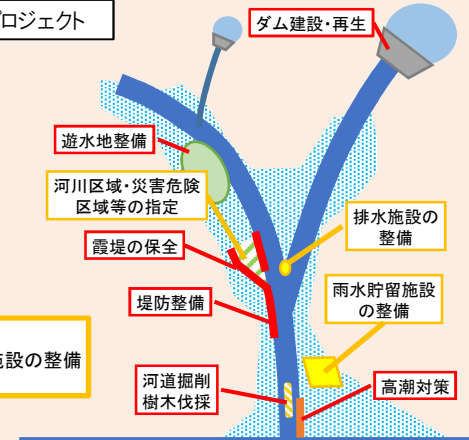 ロジェクト
ダム建設・再生
遊水地整備
河川区域・災害危険
区域等の指定
排水施設の
整備
霞堤の保全
雨水貯留施設
の整備
堤防整備
施設の整備
河道掘削
樹木伐採
高潮対策